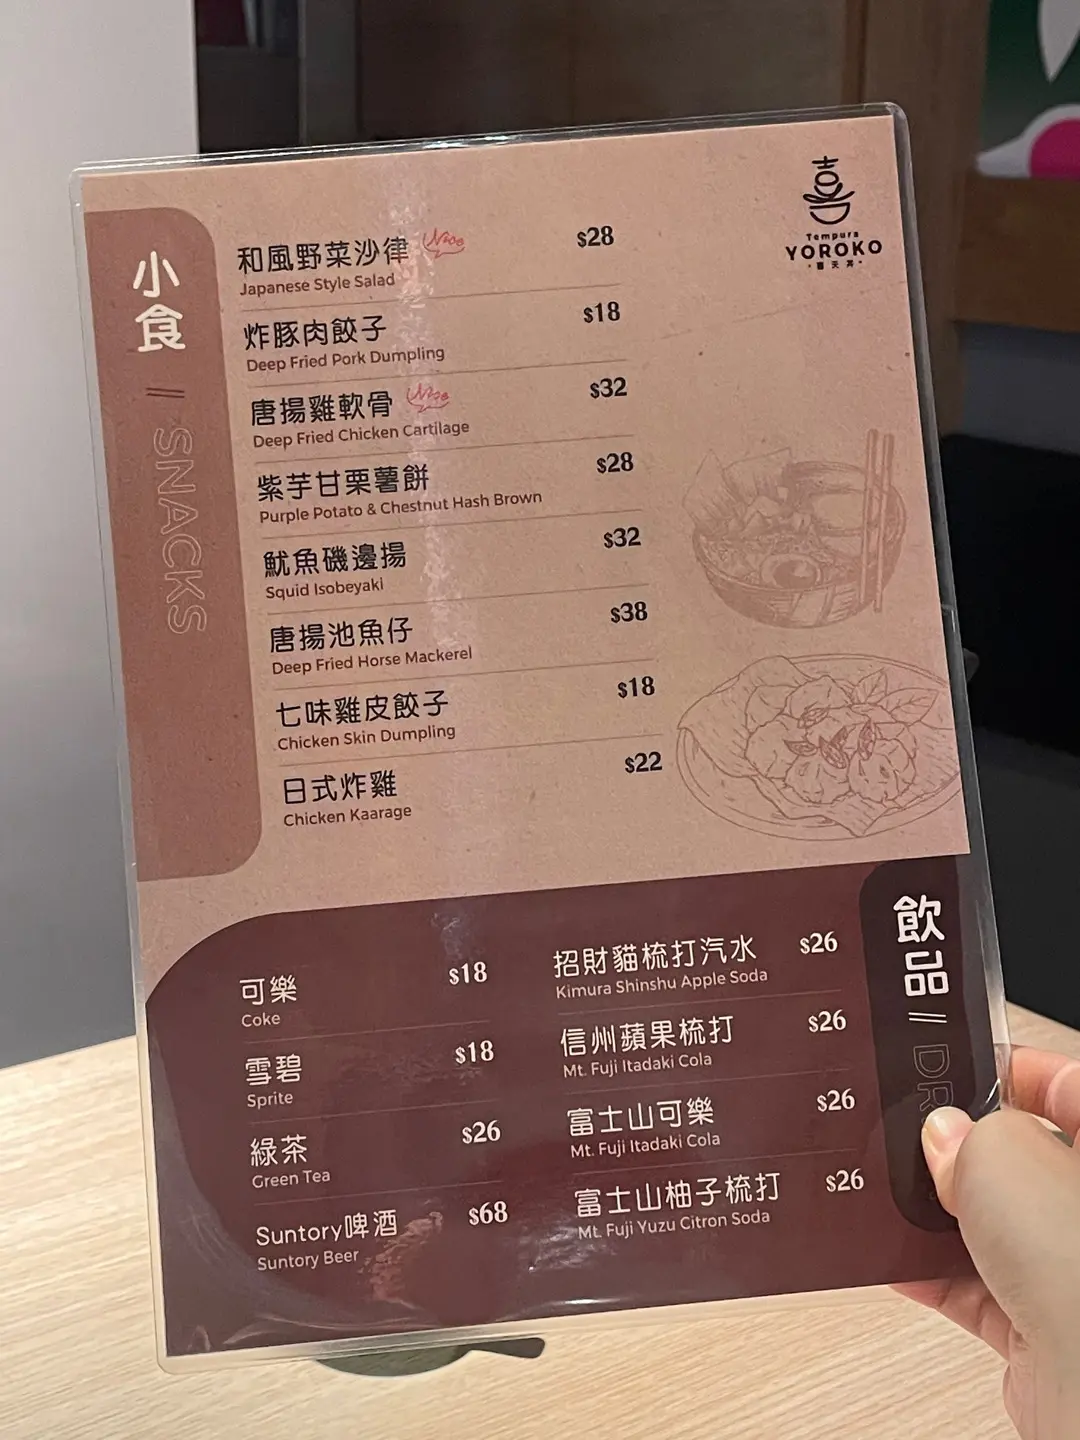 喜
Tempura
YOROKO
·喜天丼·
小食 // SNACKS
和風野菜沙律 Nice $28
Japanese Style Salad
炸豚肉餃子 $18
Deep Fried Pork Dumpling
唐揚雞軟骨 Nice $32
Deep Fried Chicken Cartilage
紫芋甘栗薯餅 $28
Purple Potato & Chestnut Hash Brown
魷魚磯邊揚 $32
Squid Isobeyaki
唐揚池魚仔 $38
Deep Fried Horse Mackerel
七味雞皮餃子 $18
Chicken Skin Dumpling
日式炸雞 $22
Chicken Kaarage
飲品 // DR
可樂 $18
Coke
雪碧 $18
Sprite
綠茶 $26
Green Tea
Suntory啤酒 $68
Suntory Beer
招財貓梳打汽水 $26
Kimura Shinshu Apple Soda
信州蘋果梳打 $26
Mt. Fuji Itadaki Cola
富士山可樂 $26
Mt. Fuji Itadaki Cola
富士山柚子梳打 $26
Mt. Fuji Yuzu Citron Soda